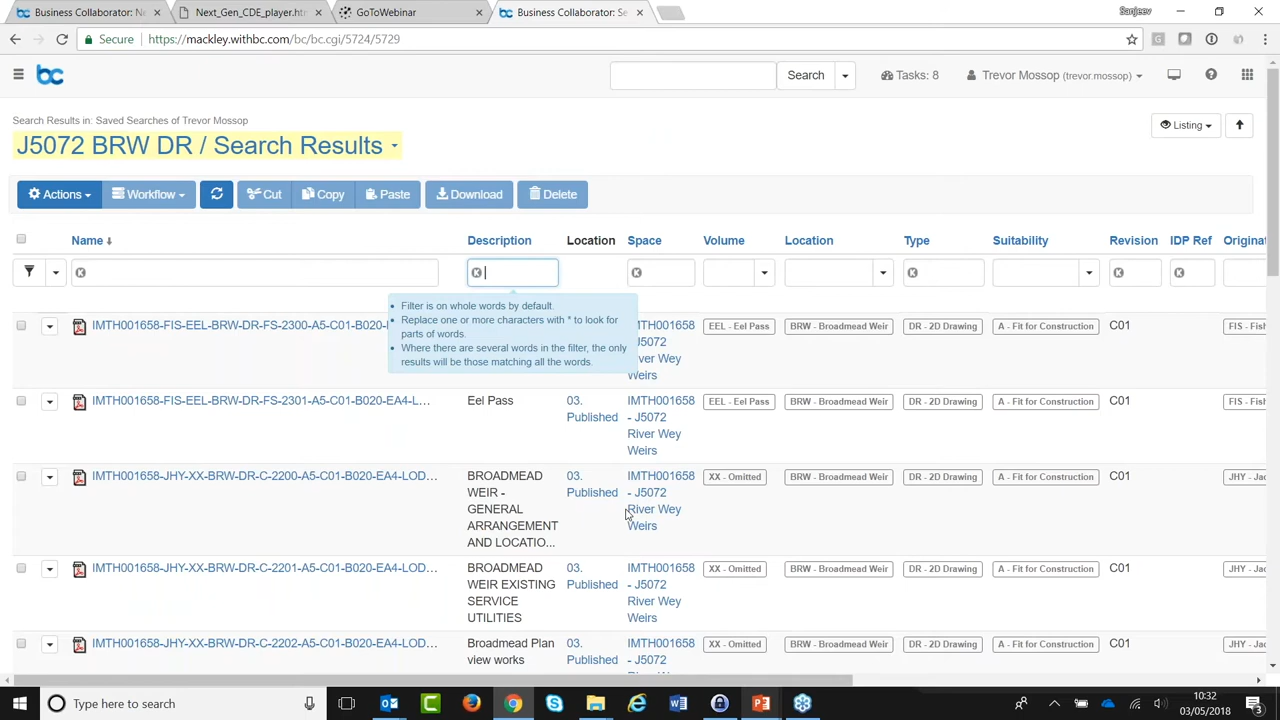 Business Collaborator: Ne
Next_Gen_CDE_player.htm
GoToWebinar
Business Collaborator: Se
Sanjeev
Secure https://mackley.withbc.com/bc/bc.cgi/5724/5729
bc
Search
Tasks: 8
Trevor Mossop (trevor.mossop)
Search Results in: Saved Searches of Trevor Mossop
J5072 BRW DR / Search Results
Listing
Actions Workflow Cut Copy Paste Download Delete
Name Description Location Space Volume Location Type Suitability Revision IDP Ref Origina
Filter is on whole words by default.
Replace one or more characters with * to look for
parts of words.
Where there are several words in the filter, the only
results will be those matching all the words.
IMTH001658-FIS-EEL-BRW-DR-FS-2300-A5-C01-B020-
MTH001658
J5072
ver Wey
Weirs
EEL - Eel Pass
BRW - Broadmead Weir
DR - 2D Drawing
A - Fit for Construction
C01
FIS - Fish
IMTH001658-FIS-EEL-BRW-DR-FS-2301-A5-C01-B020-EA4-L...
Eel Pass
03.
Published
IMTH001658
- J5072
River Wey
Weirs
EEL - Eel Pass
BRW - Broadmead Weir
DR - 2D Drawing
A - Fit for Construction
C01
FIS - Fish
IMTH001658-JHY-XX-BRW-DR-C-2200-A5-C01-B020-EA4-LOD...
BROADMEAD
WEIR -
GENERAL
ARRANGEMENT
AND LOCATIO...
03.
Published
IMTH001658
- J5072
River Wey
Weirs
XX - Omitted
BRW - Broadmead Weir
DR - 2D Drawing
A - Fit for Construction
C01
JHY - Jac
IMTH001658-JHY-XX-BRW-DR-C-2201-A5-C01-B020-EA4-LOD...
BROADMEAD
WEIR EXISTING
SERVICE
UTILITIES
03.
Published
IMTH001658
- J5072
River Wey
Weirs
XX - Omitted
BRW - Broadmead Weir
DR - 2D Drawing
A - Fit for Construction
C01
JHY - Jac
IMTH001658-JHY-XX-BRW-DR-C-2202-A5-C01-B020-EA4-LOD...
Broadmead Plan
view works
03.
Published
IMTH001658
- J5072
XX - Omitted
BRW - Broadmead Weir
DR - 2D Drawing
A - Fit for Construction
C01
JHY - Jac
Type here to search
10:32
03/05/2018
3